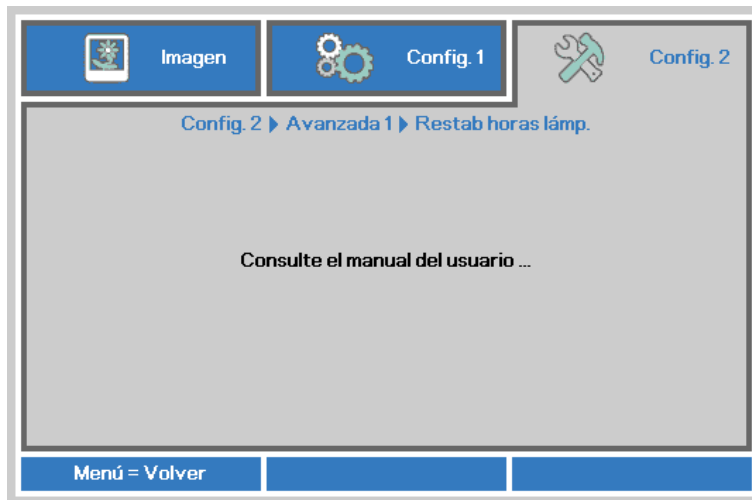 Imagen
Config. 1
Config. 2
Config. 2 ▶ Avanzada 1 ▶ Restab horas lámp.
Consulte el manual del usuario ...
Menú = Volver